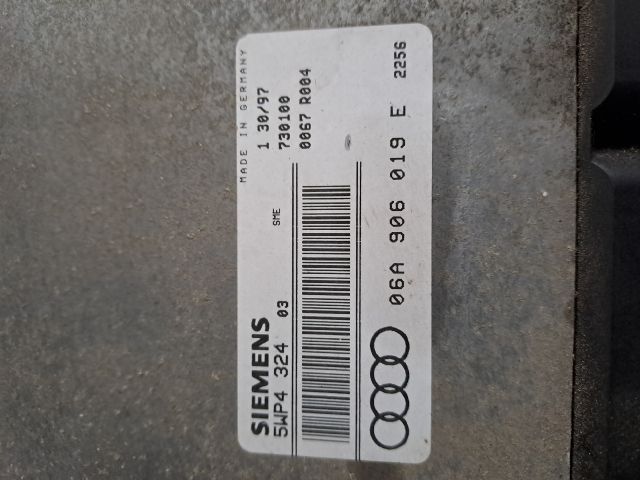 MADE IN GERMANY
SIEMENS
5WP4 324 03
SME
1 30/97
730100
0067 R004
06A 906 019 E 2256